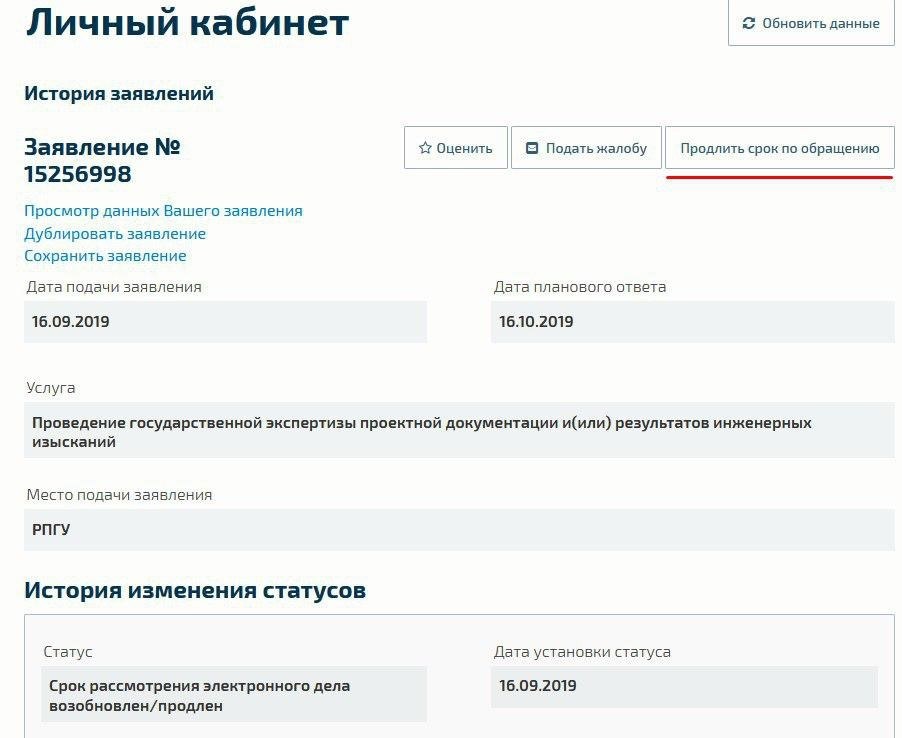 Личный кабинет
Обновить данные
История заявлений
Заявление №
15256998
Оценить
Подать жалобу
Продлить срок по обращению
Просмотр данных Вашего заявления
Дублировать заявление
Сохранить заявление
Дата подачи заявления
Дата планового ответа
16.09.2019
16.10.2019
Услуга
Проведение государственной экспертизы проектной документации и(или) результатов инженерных
изысканий
Место подачи заявления
РПГУ
История изменения статусов
Статус
Дата установки статуса
Срок рассмотрения электронного дела
возобновлен/продлен
16.09.2019